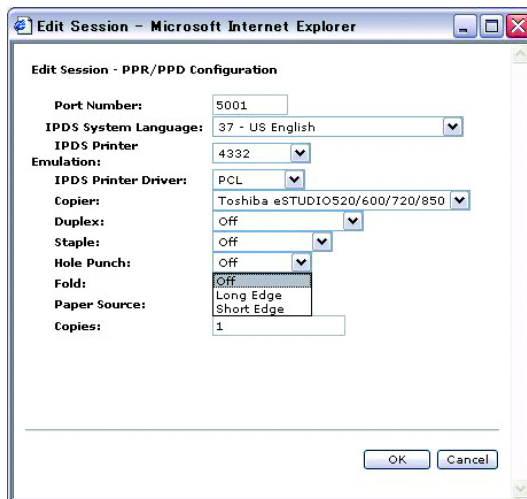 Edit Session - Microsoft Internet Explorer
Edit Session - PPR/PPD Configuration
Port Number: 5001
IPDS System Language: 37 - US English
IPDS Printer
Emulation: 4332
IPDS Printer Driver: PCL
Copier: Toshiba eSTUDIO520/600/720/850
Duplex: Off
Staple: Off
Hole Punch: Off
Fold: Off
Long Edge
Paper Source: Short Edge
Copies: 1
OK Cancel